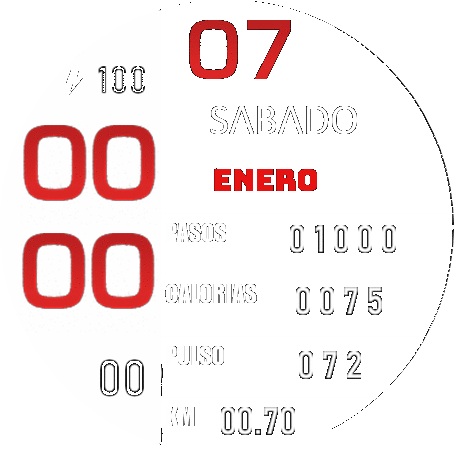 07
100
SABADO
00
ENERO
PASOS 01000
00
CALORIAS 0075
PULSO 072
00
KM 00.70